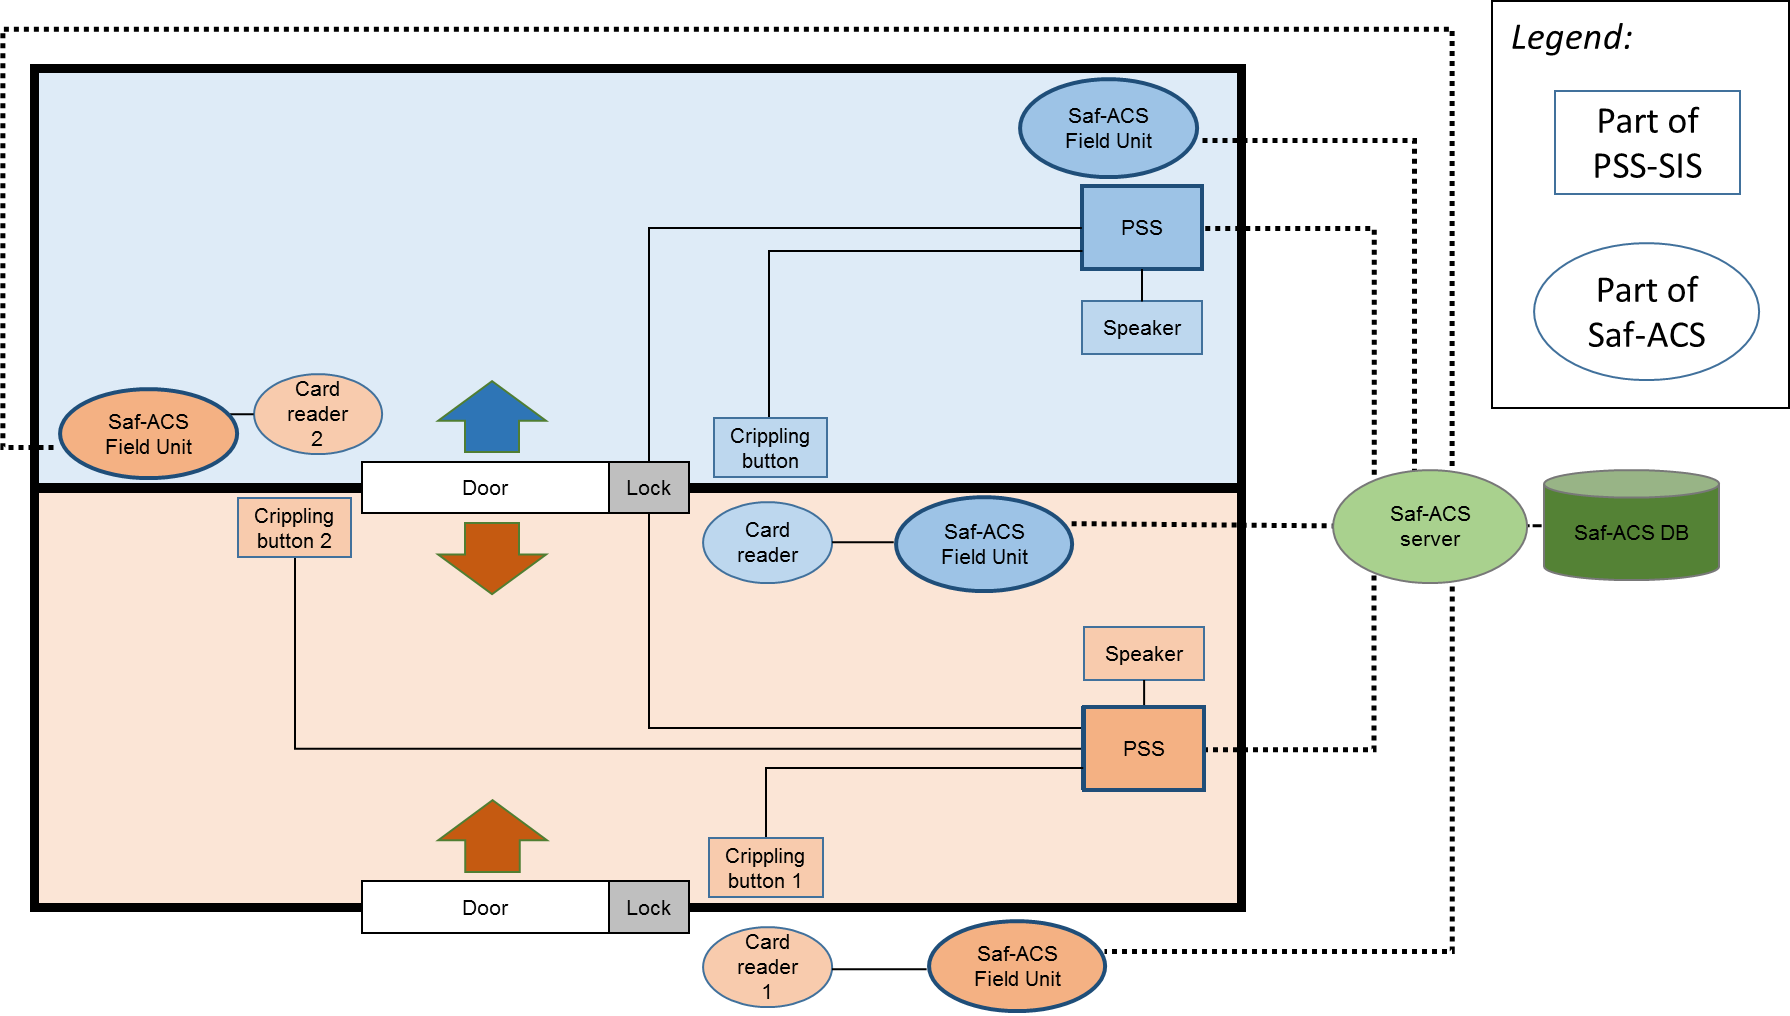 Legend:
Part of
PSS-SIS
Part of
Saf-ACS
Saf-ACS
Field Unit
PSS
Speaker
Saf-ACS
Field Unit
Card
reader
2
Crippling
button
Door
Lock
Crippling
button 2
Card
reader
Saf-ACS
Field Unit
Saf-ACS
server
Saf-ACS DB
Speaker
PSS
Crippling
button 1
Door
Lock
Card
reader
1
Saf-ACS
Field Unit